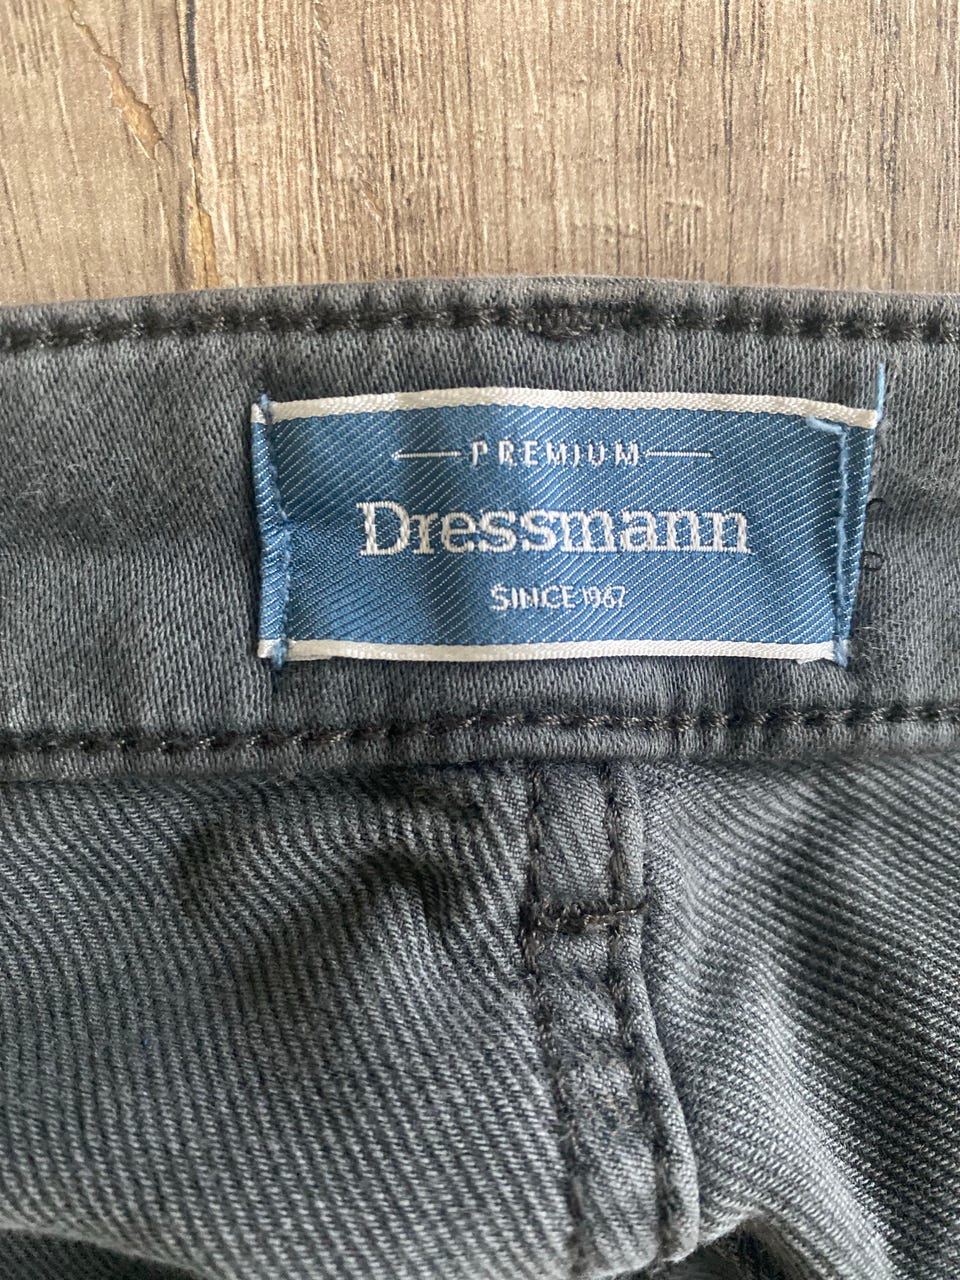 PREMIUM
Dressmann
SINCE 1967